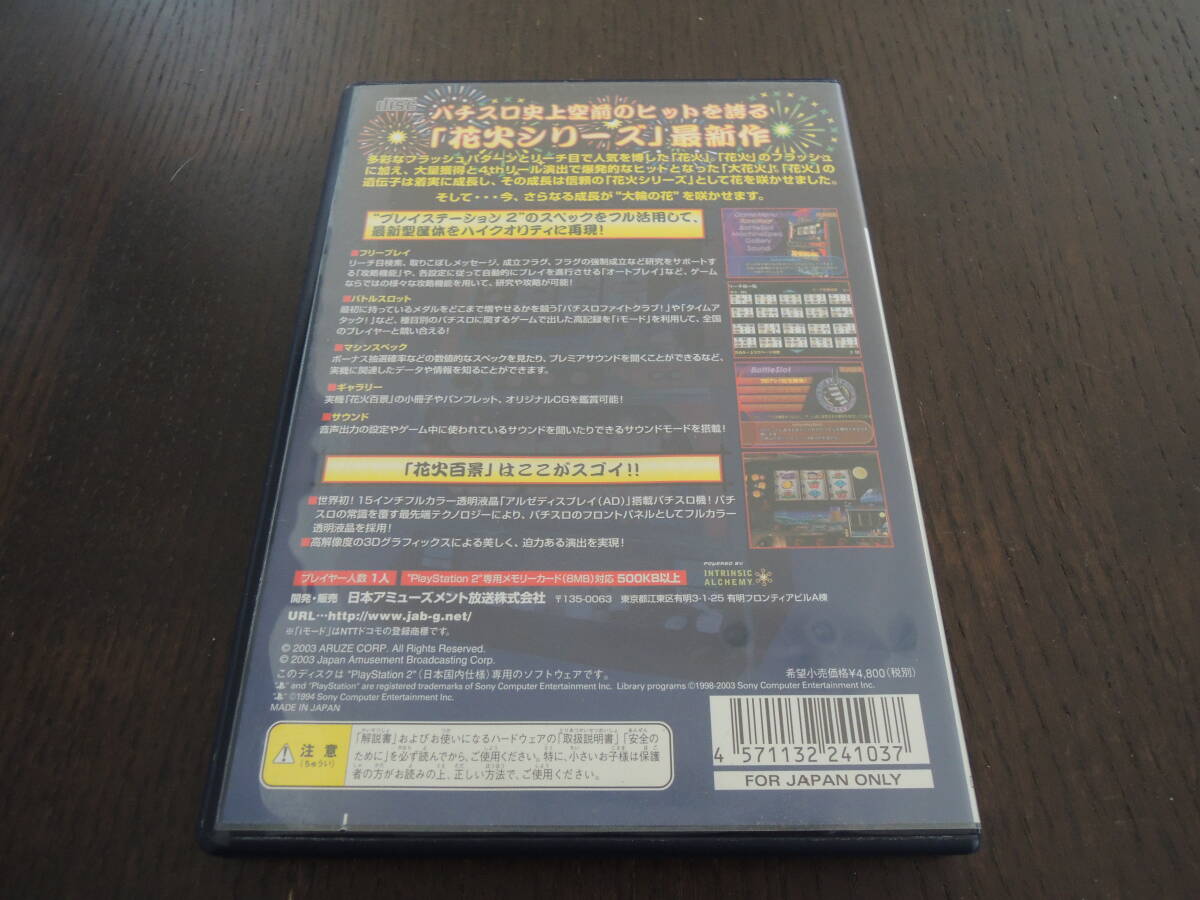 disc
パチスロ史上空前のヒットを誇る
「花火シリーズ」最新作
多彩なフラッシュパターンとリーチ目で人気を博した「花火」、「花火」のフラッシュ
に加え、大量獲得と4thリール演出で爆発的なヒットとなった「大花火」。「花火」の
遺伝子は着実に成長し、その成長は信頼の「花火シリーズ」として花を咲かせました。
そして・・・今、さらなる成長が“大輪の花”を咲かせます。
“プレイステーション 2”のスペックをフル活用して、
最新型筐体をハイクオリティに再現!
■フリープレイ
リーチ目検索、取りこぼしメッセージ、成立フラグ、フラグの強制成立など研究をサポート
する「攻略機能」や、各設定に従って自動的にプレイを進行させる「オートプレイ」など、ゲーム
ならではの様々な攻略機能を用いて、研究や攻略が可能!
■バトルスロット
最初に持っているメダルをどこまで増やせるかを競う「パチスロファイトクラブ!」や「タイムア
タック!」など、種目別のパチスロに関するゲームで出した高記録を「iモード」を利用して、全国
のプレイヤーと競い合える!
■マシンスペック
ボーナス抽選確率などの数値的なスペックを見たり、プレミアサウンドを聞くことができるなど、
実機に関連したデータや情報を知ることができます。
■ギャラリー
実機「花火百景」の小冊子やパンフレット、オリジナルCGを鑑賞可能!
■サウンド
音声出力の設定やゲーム中に使われているサウンドを聞いたりできるサウンドモードを搭載!
Game Menu
BattleSlot
MachineSpec
Gallery
Sound
BattleSlot
「花火百景」はここがスゴイ!!
■世界初! 15インチフルカラー透明液晶「アルゼディスプレイ(AD)」搭載パチスロ機! パチ
スロの常識を覆す最先端テクノロジーにより、パチスロのフロントパネルとしてフルカラー
透明液晶を採用!
■高解像度の3Dグラフィックスによる美しく、迫力ある演出を実現!
プレイヤー人数 1人
“PlayStation 2”専用メモリーカード(8MB)対応 500KB以上
POWERED BY
INTRINSIC
ALCHEMY
開発・販売 日本アミューズメント放送株式会社 〒135-0063 東京都江東区有明3-1-25 有明フロンティアビルA棟
URL…http://www.jab-g.net/
※「iモード」はNTTドコモの登録商標です。
© 2003 ARUZE CORP. All Rights Reserved.
© 2003 Japan Amusement Broadcasting Corp.
このディスクは “PlayStation 2”(日本国内仕様)専用のソフトウェアです。
希望小売価格¥4,800(税別)
" and "PlayStation" are registered trademarks of Sony Computer Entertainment Inc. Library programs ©1998-2003 Sony Computer Entertainment Inc.
" ©1994 Sony Computer Entertainment Inc.
MADE IN JAPAN
注意
(ちゅうい)
「解説書」およびお使いになるハードウェアの「取扱説明書」「安全の
ために」を必ず読んでから、ご使用ください。特に、小さいお子様は保護
者の方がお読みの上、正しい方法で、ご使用ください。
4 571132 241037
FOR JAPAN ONLY